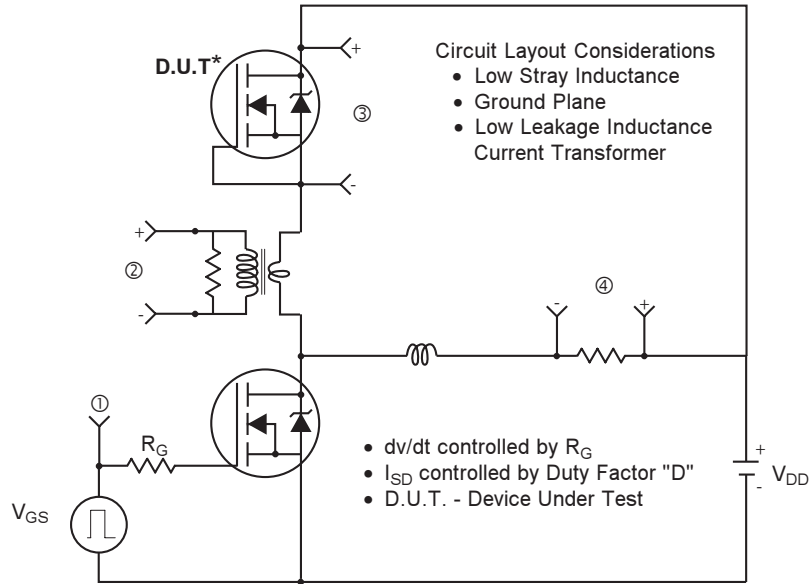 D.U.T*
+
Circuit Layout Considerations
• Low Stray Inductance
• Ground Plane
• Low Leakage Inductance
Current Transformer
③
-
+
②
-
④
-
+
①
R_G
V_GS
• dv/dt controlled by R_G
• I_SD controlled by Duty Factor "D"
• D.U.T. - Device Under Test
+
V_DD
-